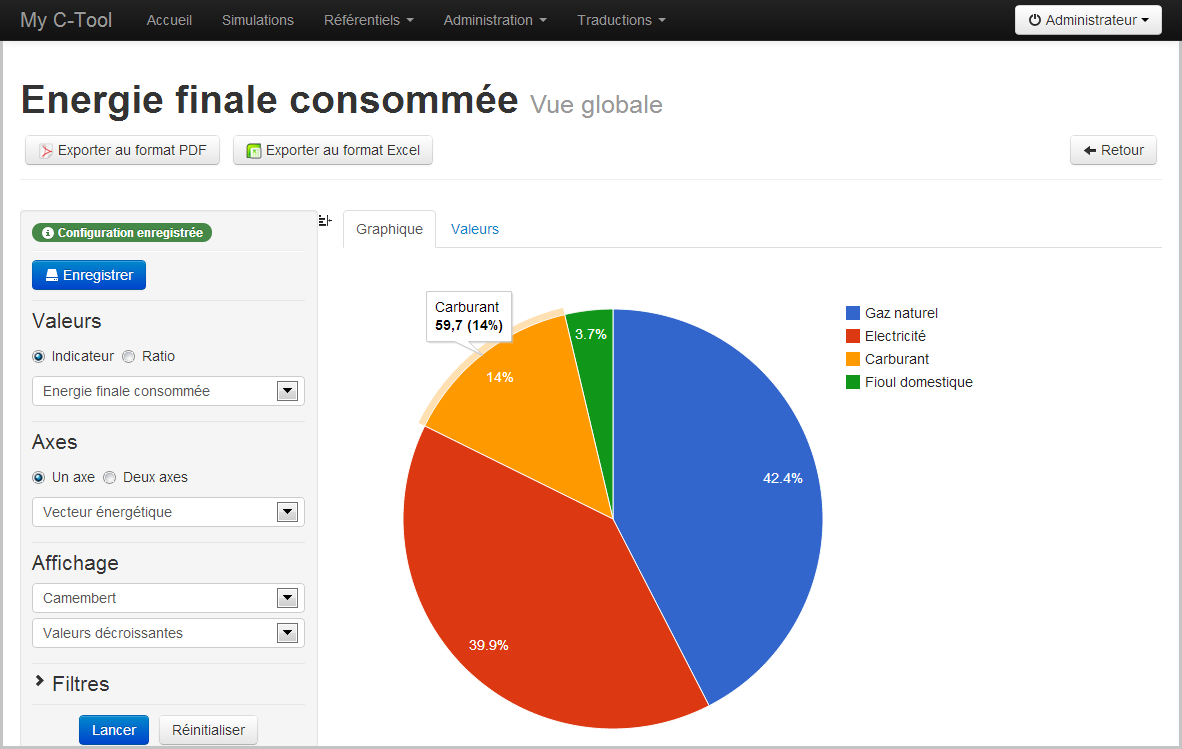 My C-Tool Accueil Simulations Référentiels Administration Traductions Administrateur
Energie finale consommée Vue globale
Exporter au format PDF Exporter au format Excel Retour
Configuration enregistrée
Enregistrer
Valeurs
Indicateur Ratio
Energie finale consommée
Axes
Un axe Deux axes
Vecteur énergétique
Affichage
Camembert
Valeurs décroissantes
Filtres
Lancer Réinitialiser
Graphique Valeurs
Carburant
59,7 (14%)
3.7%
14%
42.4%
39.9%
Gaz naturel
Electricité
Carburant
Fioul domestique